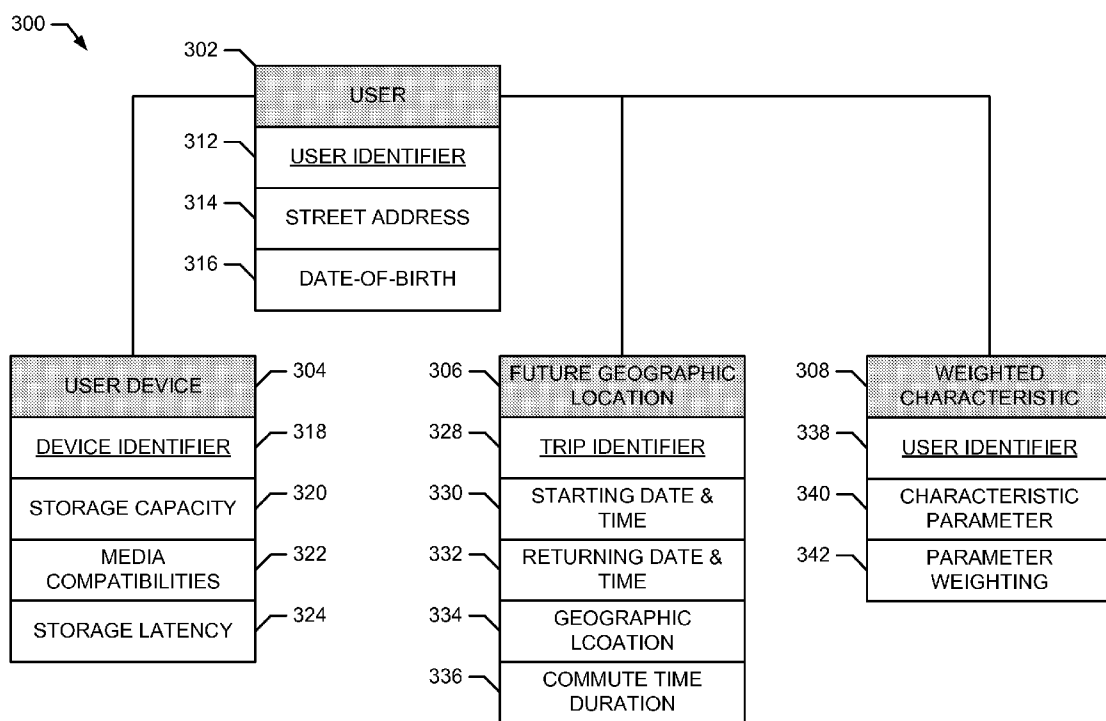 300
302
USER
312
USER IDENTIFIER
314
STREET ADDRESS
316
DATE-OF-BIRTH
USER DEVICE
304
DEVICE IDENTIFIER
318
STORAGE CAPACITY
320
MEDIA
COMPATIBILITIES
322
STORAGE LATENCY
324
306
FUTURE GEOGRAPHIC
LOCATION
328
TRIP IDENTIFIER
330
STARTING DATE &
TIME
332
RETURNING DATE &
TIME
334
GEOGRAPHIC
LCOATION
336
COMMUTE TIME
DURATION
308
WEIGHTED
CHARACTERISTIC
338
USER IDENTIFIER
340
CHARACTERISTIC
PARAMETER
342
PARAMETER
WEIGHTING